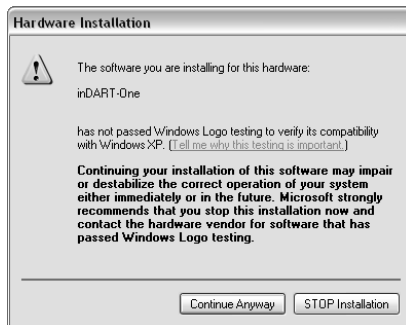 Hardware Installation
The software you are installing for this hardware:
inDART-One
has not passed Windows Logo testing to verify its compatibility
with Windows XP. (Tell me why this testing is important.)
Continuing your installation of this software may impair
or destabilize the correct operation of your system
either immediately or in the future. Microsoft strongly
recommends that you stop this installation now and
contact the hardware vendor for software that has
passed Windows Logo testing.
Continue Anyway
STOP Installation